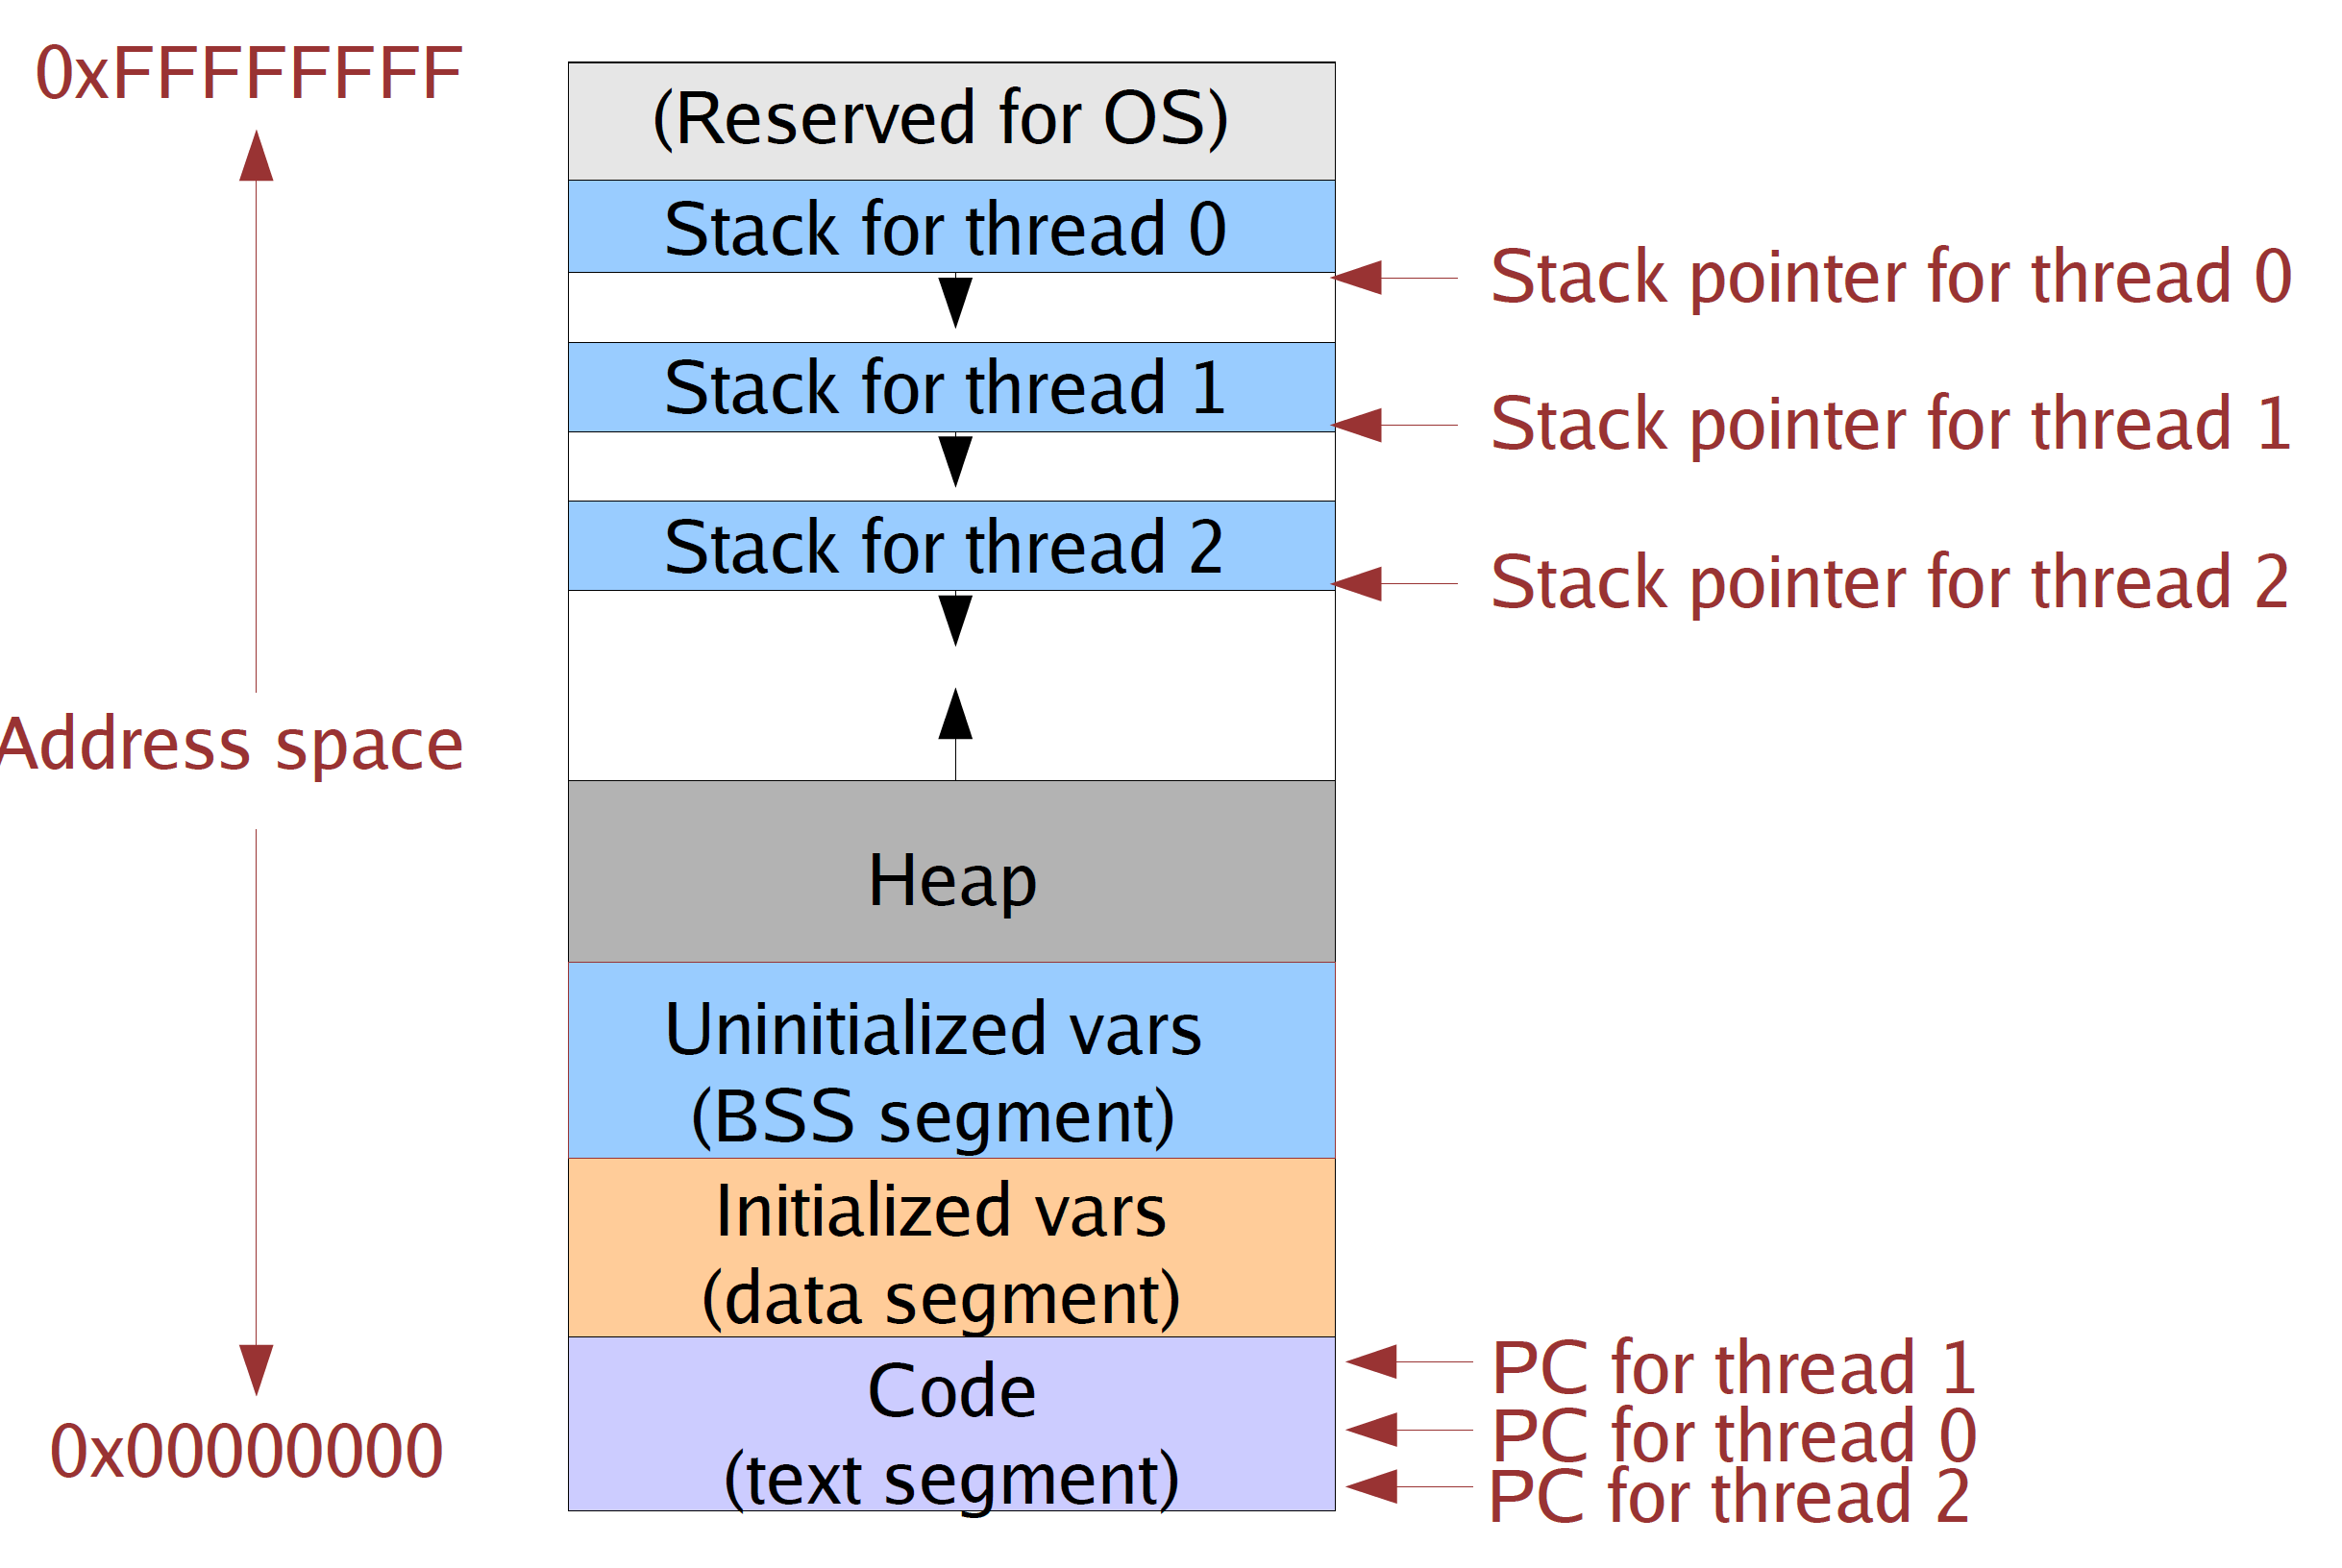 0xFFFFFFFF
(Reserved for OS)
Stack for thread 0
Stack pointer for thread 0
Stack for thread 1
Stack pointer for thread 1
Stack for thread 2
Stack pointer for thread 2
Address space
Heap
Uninitialized vars
(BSS segment)
Initialized vars
(data segment)
Code
(text segment)
PC for thread 1
PC for thread 0
PC for thread 2
0x00000000